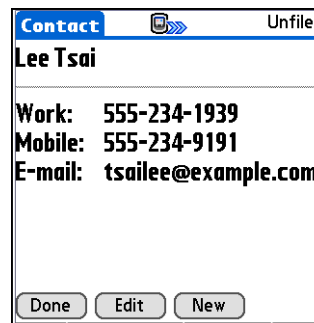 Contact Unfile
Lee Tsai
Work: 555-234-1939
Mobile: 555-234-9191
E-mail: tsailee@example.com
Done Edit New